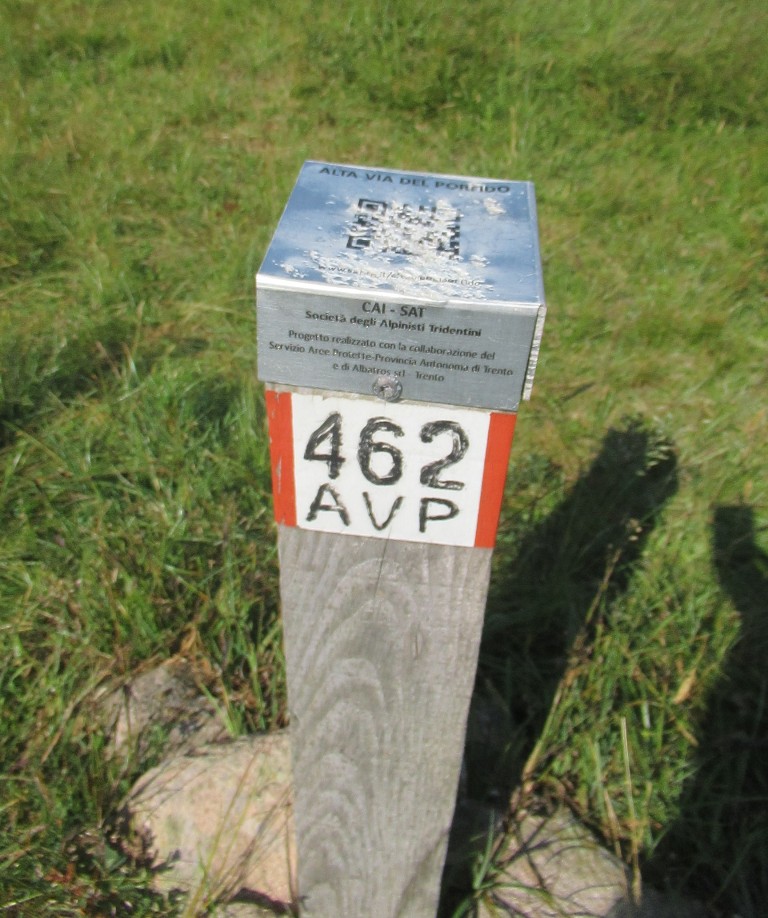 ALTA VIA DEL PORFIDO
CAI - SAT
Società degli Alpinisti Tridentini
Progetto realizzato con la collaborazione del
Servizio Aree Protette-Provincia Autonoma di Trento
e di Albatros srl - Trento
462
AVP